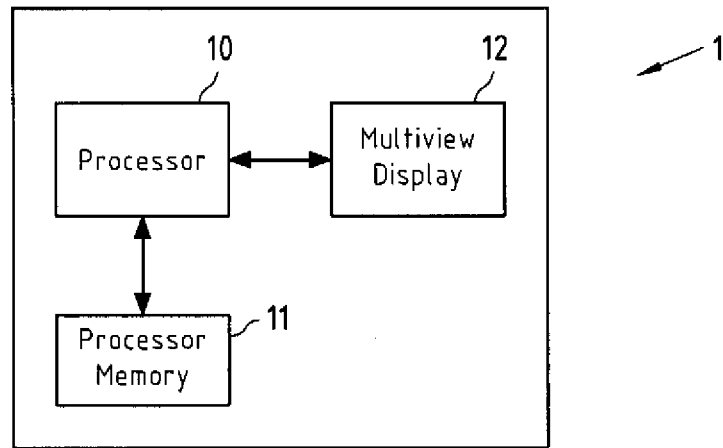 10
12
1
Processor
Multiview
Display
11
Processor
Memory